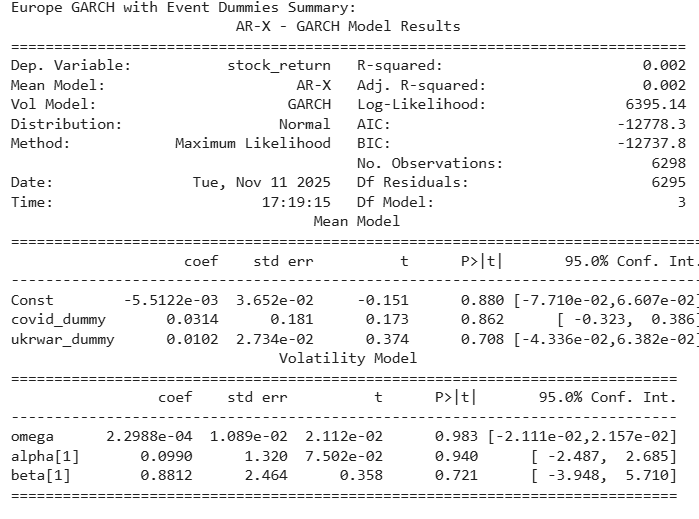 Europe GARCH with Event Dummies Summary:
AR-X - GARCH Model Results
==============================================================================
Dep. Variable: stock_return R-squared: 0.002
Mean Model: AR-X Adj. R-squared: 0.002
Vol Model: GARCH Log-Likelihood: 6395.14
Distribution: Normal AIC: -12778.3
Method: Maximum Likelihood BIC: -12737.8
No. Observations: 6298
Date: Tue, Nov 11 2025 Df Residuals: 6295
Time: 17:19:15 Df Model: 3
Mean Model
================================================================================
coef std err t P>|t| 95.0% Conf. Int.
--------------------------------------------------------------------------------
Const -5.5122e-03 3.652e-02 -0.151 0.880 [-7.710e-02,6.607e-02]
covid_dummy 0.0314 0.181 0.173 0.862 [ -0.323, 0.386]
ukrwar_dummy 0.0102 2.734e-02 0.374 0.708 [-4.336e-02,6.382e-02]
Volatility Model
=============================================================================
coef std err t P>|t| 95.0% Conf. Int.
-----------------------------------------------------------------------------
omega 2.2988e-04 1.089e-02 2.112e-02 0.983 [-2.111e-02,2.157e-02]
alpha[1] 0.0990 1.320 7.502e-02 0.940 [ -2.487, 2.685]
beta[1] 0.8812 2.464 0.358 0.721 [ -3.948, 5.710]
=============================================================================